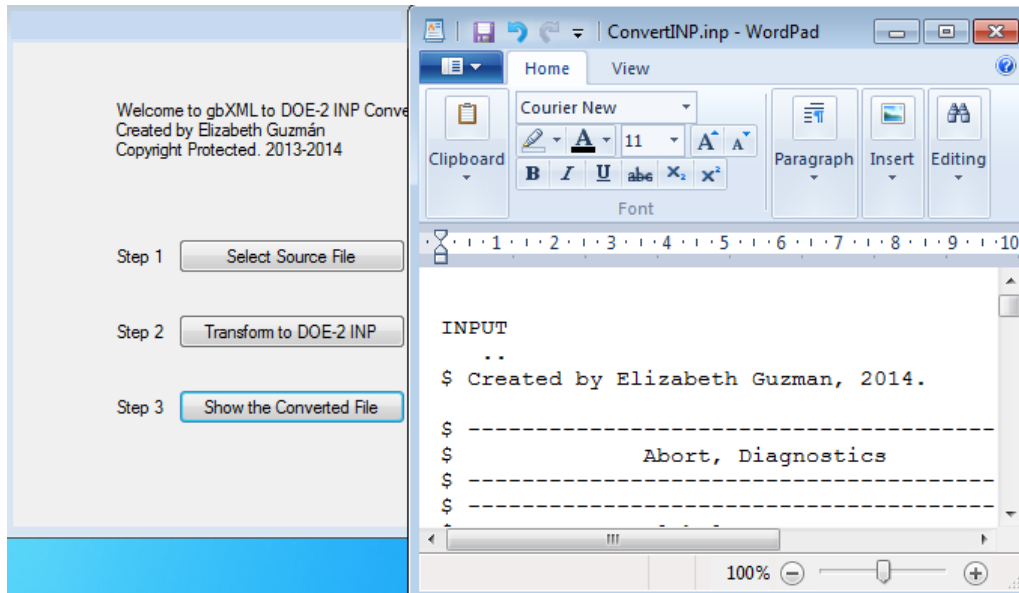 Welcome to gbXML to DOE-2 INP Conve
Created by Elizabeth Guzmán
Copyright Protected. 2013-2014
Step 1 Select Source File
Step 2 Transform to DOE-2 INP
Step 3 Show the Converted File
ConvertINP.inp - WordPad
Home View
Clipboard
Courier New
A 11 A A
B I U abc X₂ X²
Font
Paragraph
Insert
Editing
1 2 3 4 5 6 7 8 9 10
INPUT
..
$ Created by Elizabeth Guzman, 2014.
$ ---------------------------------------
$ Abort, Diagnostics
$ ---------------------------------------
$ ---------------------------------------
100%